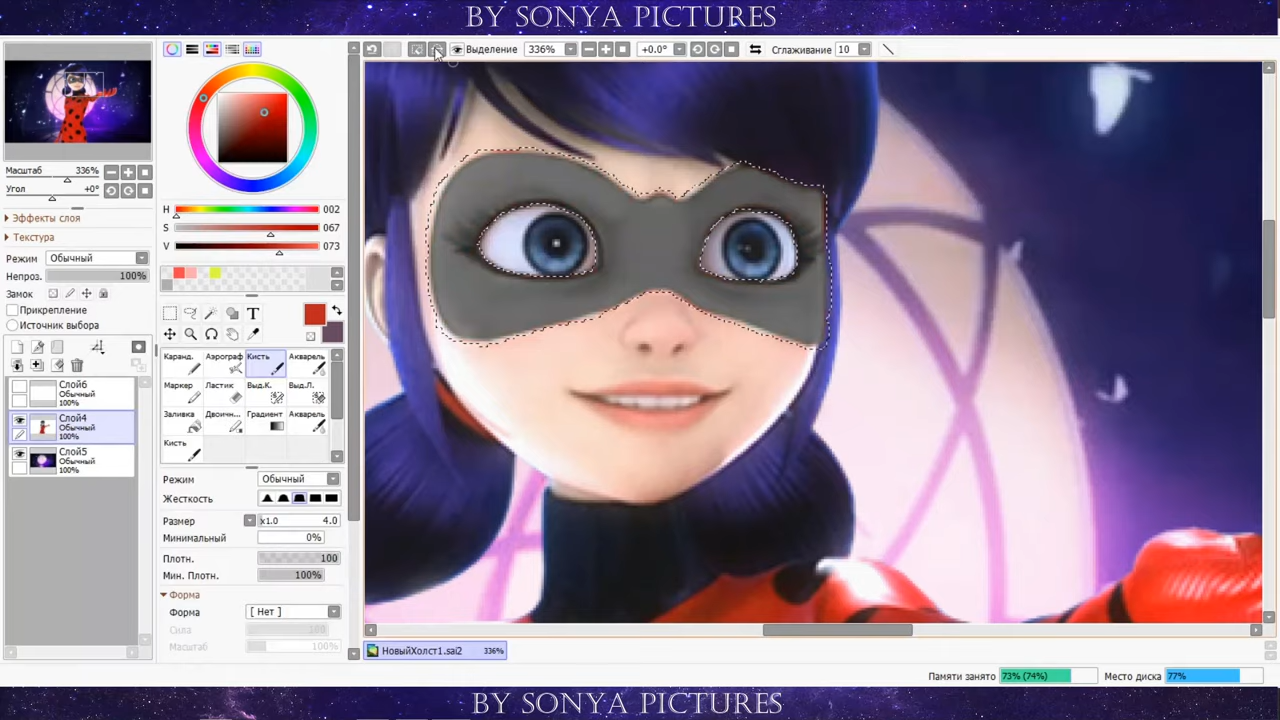 BY SONYA PICTURES
Выделение 336% +0.0° Сглаживание 10
Масштаб 336%
Угол +0°
Эффекты слоя
Текстура
Режим Обычный
Непроз. 100%
Замок
Прикрепление
Источник выбора
Слой6
Обычный
100%
Слой4
Обычный
100%
Слой5
Обычный
100%
H 002
S 067
V 073
T
Каранд. Аэрограф Кисть Акварель
Маркер Ластик Выд.К. Выд.Л.
Заливка Двоичн... Градиент Акварель
Кисть
Режим Обычный
Жесткость
Размер x1.0 4.0
Минимальный 0%
Плотн. 100
Мин. Плотн. 100%
Форма
Форма [ Нет ]
Сила 100
Масштаб 100%
НовыйХолст1.sai2 336%
Памяти занято 73% (74%) Место диска 77%
BY SONYA PICTURES